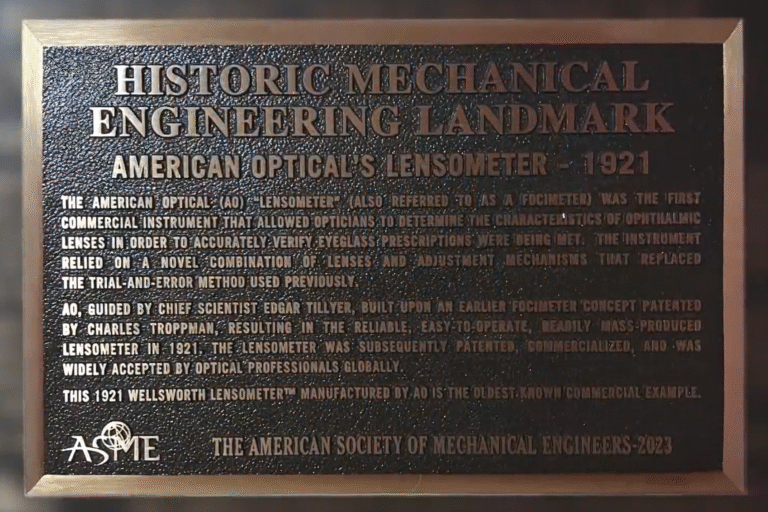 HISTORIC MECHANICAL
ENGINEERING LANDMARK
AMERICAN OPTICAL'S LENSOMETER - 1921
THE AMERICAN OPTICAL (AO) "LENSOMETER" (ALSO REFERRED TO AS A FOCIMETER) WAS THE FIRST
COMMERCIAL INSTRUMENT THAT ALLOWED OPTICIANS TO DETERMINE THE CHARACTERISTICS OF OPHTHALMIC
LENSES IN ORDER TO ACCURATELY VERIFY EYEGLASS PRESCRIPTIONS WERE BEING MET. THE INSTRUMENT
RELIED ON A NOVEL COMBINATION OF LENSES AND ADJUSTMENT MECHANISMS THAT REPLACED
THE TRIAL-AND-ERROR METHOD USED PREVIOUSLY.
AO, GUIDED BY CHIEF SCIENTIST EDGAR TILLYER, BUILT UPON AN EARLIER FOCIMETER CONCEPT PATENTED
BY CHARLES TROPPMAN, RESULTING IN THE RELIABLE, EASY-TO-OPERATE, READILY MASS-PRODUCED
LENSOMETER IN 1921. THE LENSOMETER WAS SUBSEQUENTLY PATENTED, COMMERCIALIZED, AND WAS
WIDELY ACCEPTED BY OPTICAL PROFESSIONALS GLOBALLY.
THIS 1921 WELLSWORTH LENSOMETER™ MANUFACTURED BY AO IS THE OLDEST-KNOWN COMMERCIAL EXAMPLE.
ASME THE AMERICAN SOCIETY OF MECHANICAL ENGINEERS-2023